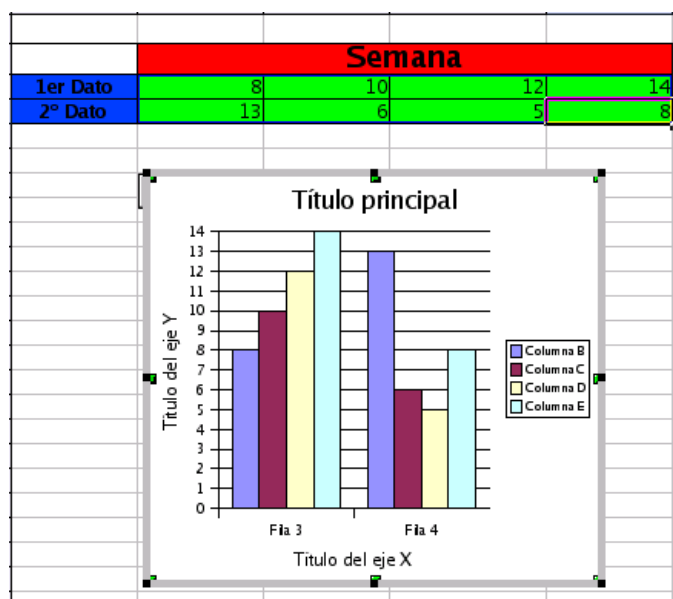 Semana
1er Dato 8 10 12 14
2º Dato 13 6 5 8
Título principal
14
13
12
11
10
9
8
7
6
5
4
3
2
1
0
Título del eje Y
Fila 3 Fila 4
Título del eje X
Columna B
Columna C
Columna D
Columna E